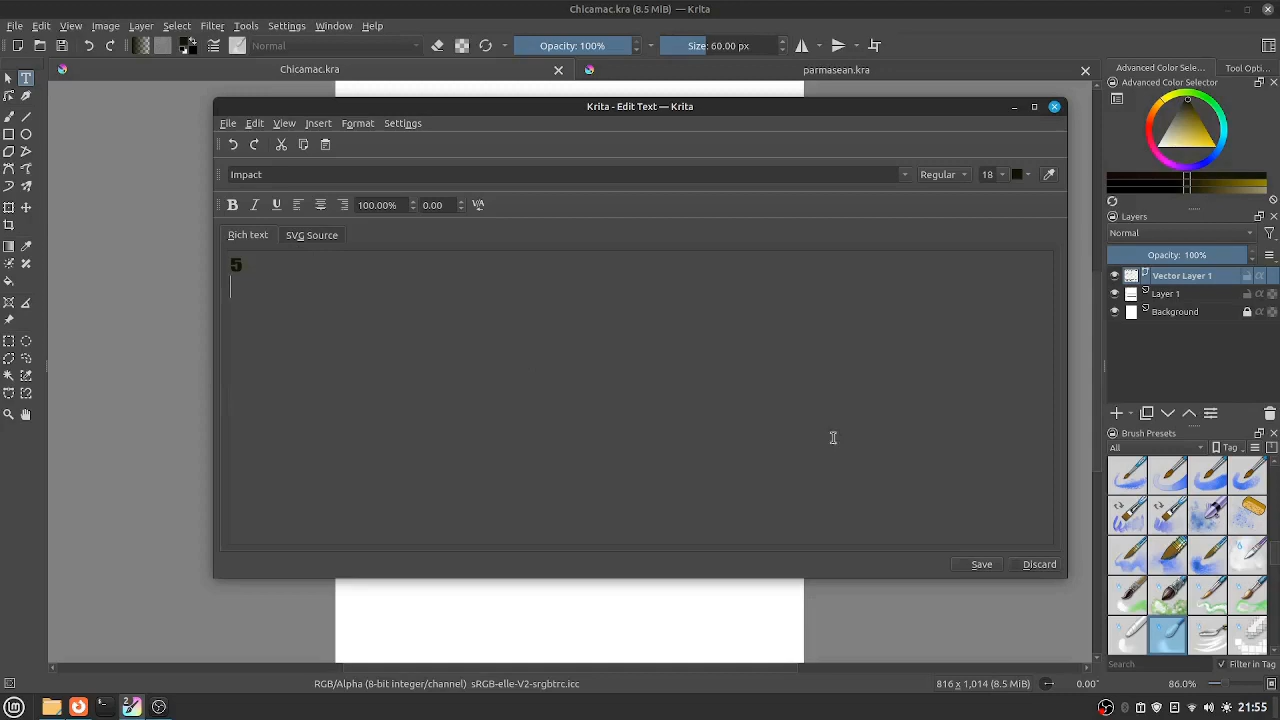 Chicamac.kra (8.5 MiB) — Krita
File Edit View Image Layer Select Filter Tools Settings Window Help
Normal Opacity: 100% Size: 60.00 px
Chicamac.kra parmasean.kra Advanced Color Sele... Tool Opti...
Advanced Color Selector
Krita - Edit Text — Krita
File Edit View Insert Format Settings
Impact Regular 18
100.00% 0.00
Rich text SVG Source
5
Save Discard
Layers
Normal
Opacity: 100%
Vector Layer 1
Layer 1
Background
Brush Presets
All Tag
Search Filter in Tag
RGB/Alpha (8-bit integer/channel) sRGB-elle-V2-srgbtrc.icc 816 x 1,014 (8.5 MiB) 0.00° 86.0%
2 21:55